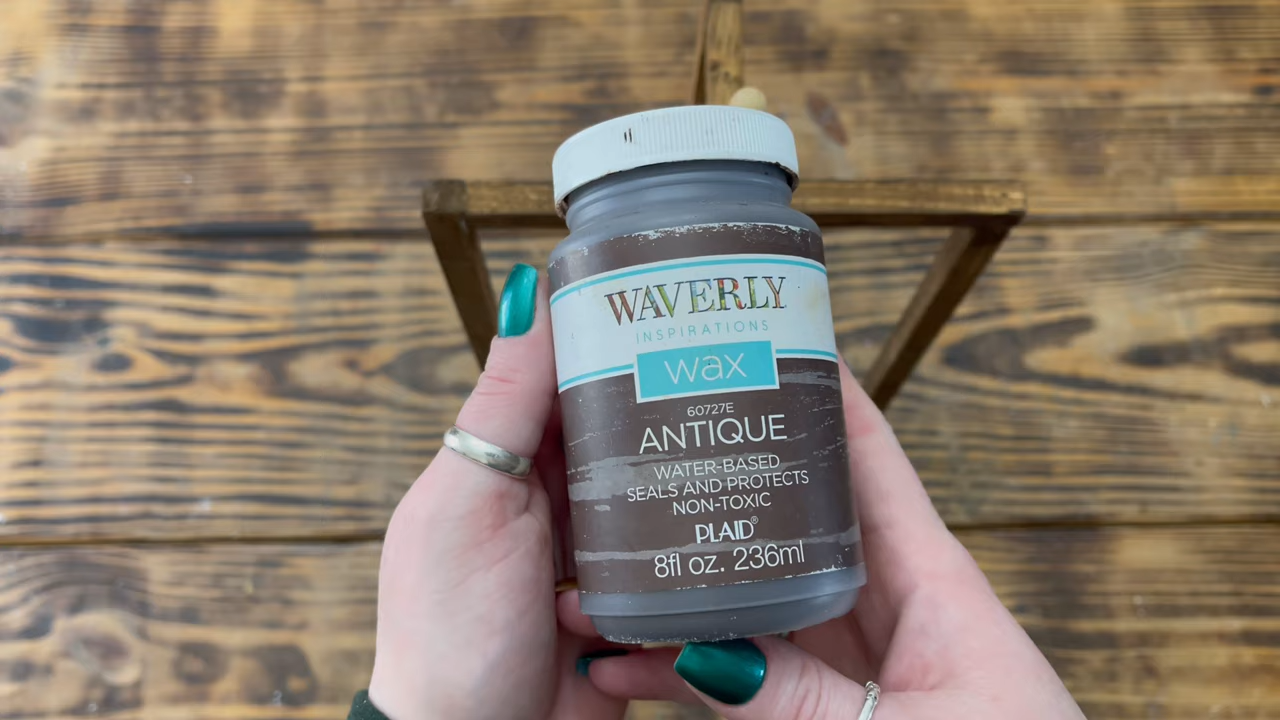 WAVERLY
INSPIRATIONS
wax
60727E
ANTIQUE
WATER-BASED
SEALS AND PROTECTS
NON-TOXIC
PLAID®
8fl oz. 236ml